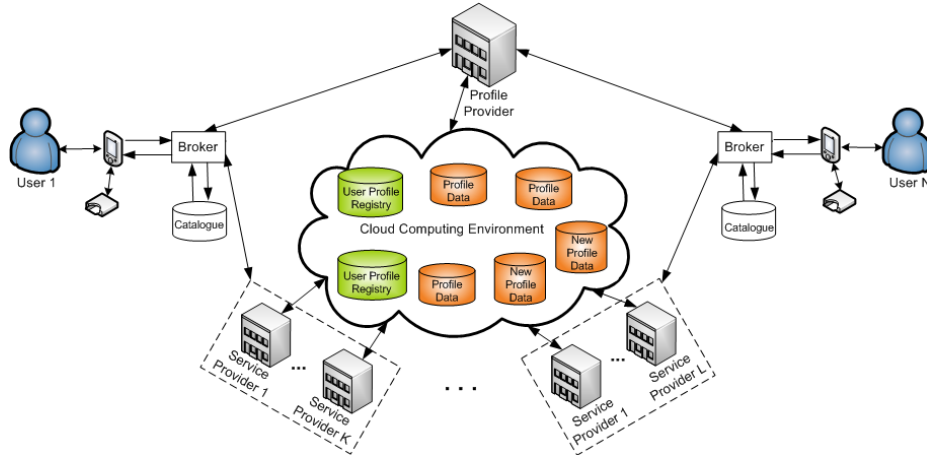 Profile
Provider
User 1
Broker
Catalogue
Broker
User N
Catalogue
User Profile
Registry
Profile
Data
Profile
Data
Cloud Computing Environment
New
Profile
Data
User Profile
Registry
Profile
Data
New
Profile
Data
Service
Provider 1
...
Service
Provider K
. . .
Service
Provider 1
...
Service
Provider L